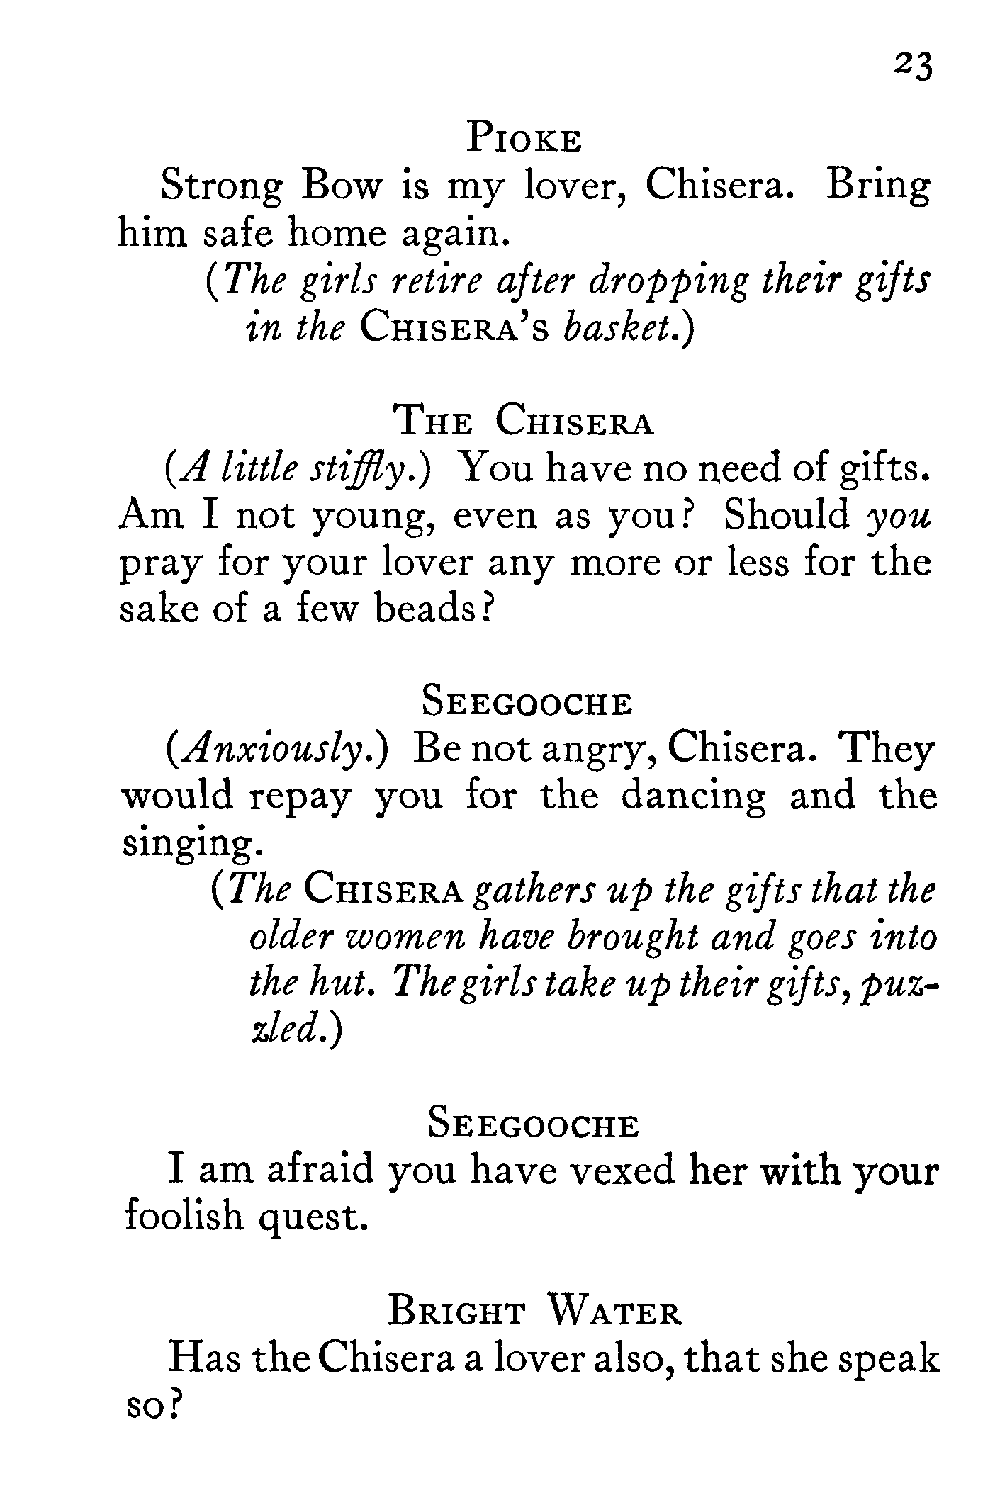 23
PIOKE
Strong Bow is my lover, Chisera. Bring
him safe home again.
(The girls retire after dropping their gifts
in the CHISERA'S basket.)
THE CHISERA
(A little stiffly.) You have no need of gifts.
Am I not young, even as you? Should you
pray for your lover any more or less for the
sake of a few beads?
SEEGOOCHE
(Anxiously.) Be not angry, Chisera. They
would repay you for the dancing and the
singing.
(The CHISERA gathers up the gifts that the
older women have brought and goes into
the hut. The girls take up their gifts, puz-
zled.)
SEEGOOCHE
I am afraid you have vexed her with your
foolish quest.
BRIGHT WATER
Has the Chisera a lover also, that she speak
so?